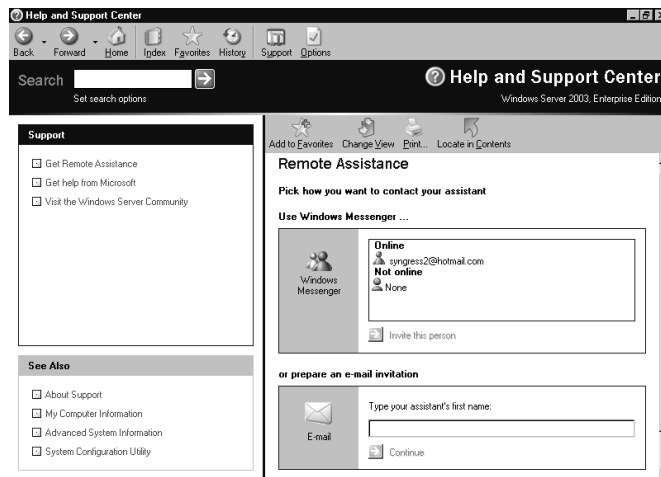 Help and Support Center
Back Forward Home Index Favorites History Support Options
Search
Set search options
Help and Support Center
Windows Server 2003, Enterprise Edition
Support
Get Remote Assistance
Get help from Microsoft
Visit the Windows Server Community
See Also
About Support
My Computer Information
Advanced System Information
System Configuration Utility
Add to Favorites Change View Print... Locate in Contents
Remote Assistance
Pick how you want to contact your assistant
Use Windows Messenger ...
Windows
Messenger
Online
syngress2@hotmail.com
Not online
None
Invite this person
or prepare an e-mail invitation
E-mail
Type your assistant's first name:
Continue